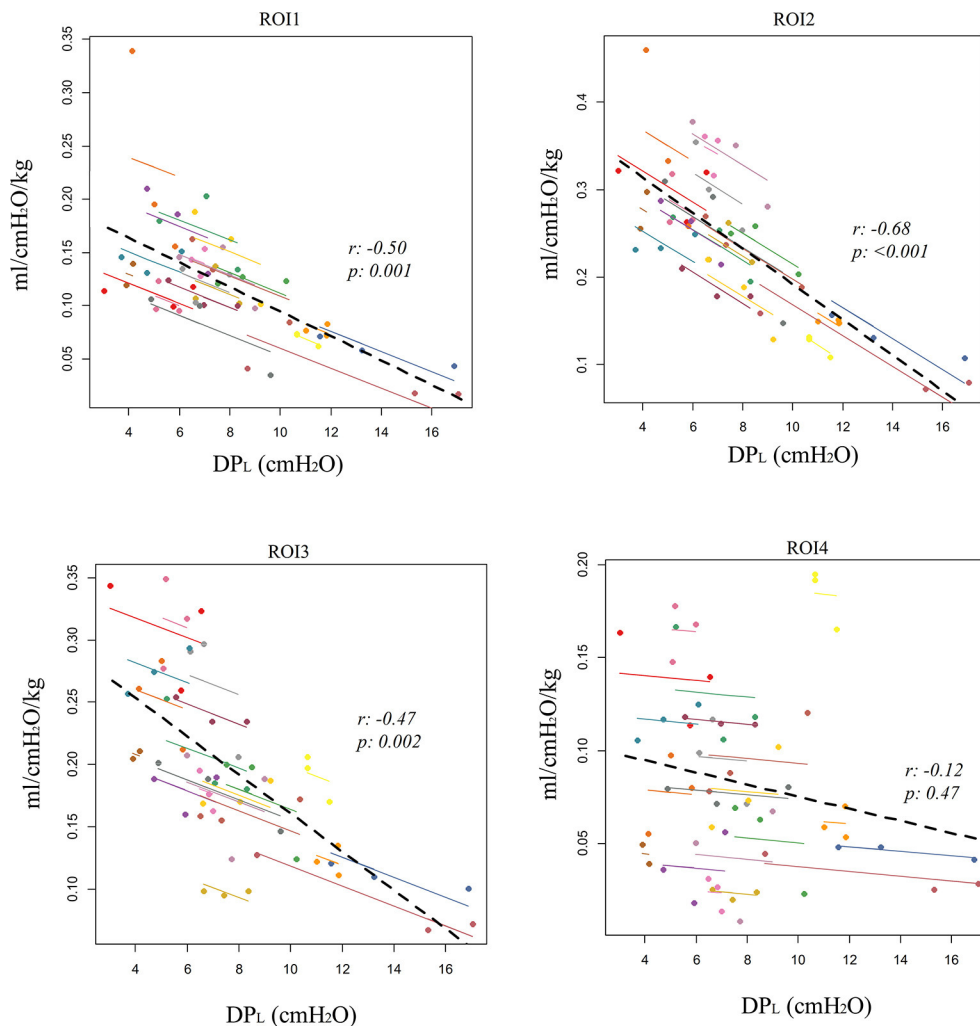 ROI1
ml/cmH₂O/kg
0.35
0.30
0.25
0.20
0.15
0.10
0.05
r: -0.50
p: 0.001
4 6 8 10 12 14 16
DPL (cmH₂O)
ROI2
ml/cmH₂O/kg
0.4
0.3
0.2
0.1
r: -0.68
p: <0.001
4 6 8 10 12 14 16
DPL (cmH₂O)
ROI3
ml/cmH₂O/kg
0.35
0.30
0.25
0.20
0.15
0.10
r: -0.47
p: 0.002
4 6 8 10 12 14 16
DPL (cmH₂O)
ROI4
ml/cmH₂O/kg
0.20
0.15
0.10
0.05
r: -0.12
p: 0.47
4 6 8 10 12 14 16
DPL (cmH₂O)